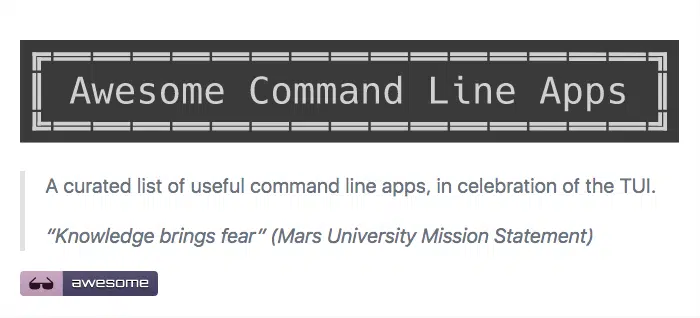 Awesome Command Line Apps
A curated list of useful command line apps, in celebration of the TUI.
“Knowledge brings fear” (Mars University Mission Statement)
awesome